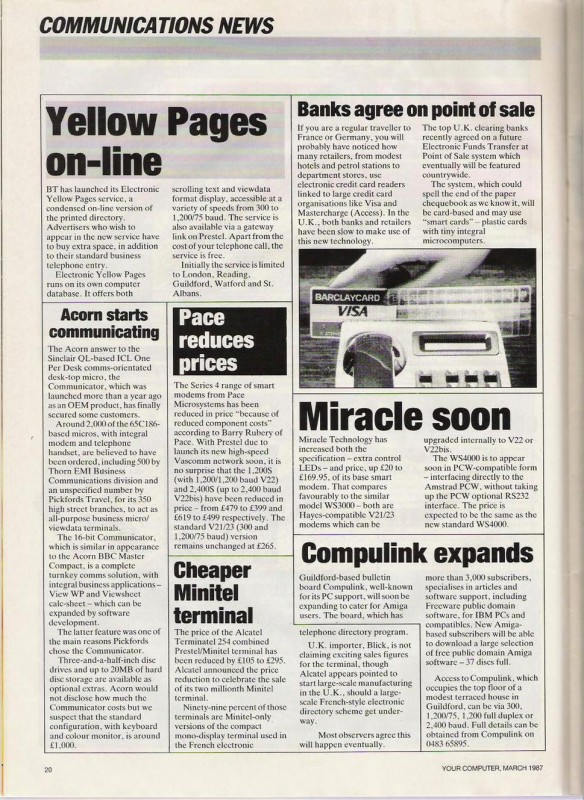 COMMUNICATIONS NEWS
Yellow Pages
on-line
BT has launched its Electronic
Yellow Pages service, a
condensed on-line version of
the printed directory.
Advertisers who wish to
appear in the new service have
to buy extra space, in addition
to their standard business
telephone entry.
Electronic Yellow Pages
runs on its own computer
database. It offers both
scrolling text and viewdata
format display, accessible at a
variety of speeds from 300 to
1,200/75 baud. The service is
also available via a gateway
link on Prestel. Apart from the
cost of your telephone call, the
service is free.
Initially the service is limited
to London, Reading,
Guildford, Watford and St.
Albans.
Banks agree on point of sale
If you are a regular traveller to
France or Germany, you will
probably have noticed how
many retailers, from modest
hotels and petrol stations to
department stores, use
electronic credit card readers
linked to large credit card
organisations like Visa and
Mastercharge (Access). In the
U.K., both banks and retailers
have been slow to make use of
this new technology.
The top U.K. clearing banks
recently agreed on a future
Electronic Funds Transfer at
Point of Sale system which
eventually will be featured
countrywide.
The system, which could
spell the end of the paper
chequebook as we know it, will
be card-based and may use
"smart cards" – plastic cards
with tiny integral
microcomputers.
BARCLAYCARD
VISA
Acorn starts
communicating
The Acorn answer to the
Sinclair QL-based ICL One
Per Desk comms-orientated
desk-top micro, the
Communicator, which was
launched more than a year ago
as an OEM product, has finally
secured some customers.
Around 2,000 of the 65C186-
based micros, with integral
modem and telephone
handset, are believed to have
been ordered, including 500 by
Thorn EMI Business
Communications division and
an unspecified number by
Pickfords Travel, for its 350
high street branches, to act as
all-purpose business micro/
viewdata terminals.
The 16-bit Communicator,
which is similar in appearance
to the Acorn BBC Master
Compact, is a complete
turnkey comms solution, with
integral business applications –
View WP and Viewsheet
calc-sheet – which can be
expanded by software
development.
The latter feature was one of
the main reasons Pickfords
chose the Communicator.
Three-and-a-half-inch disc
drives and up to 20MB of hard
disc storage are available as
optional extras. Acorn would
not disclose how much the
Communicator costs but we
suspect that the standard
configuration, with keyboard
and colour monitor, is around
£1,000.
Pace
reduces
prices
The Series 4 range of smart
modems from Pace
Microsystems has been
reduced in price "because of
reduced component costs"
according to Barry Rubery of
Pace. With Prestel due to
launch its new high-speed
Vascomm network soon, it is
no surprise that the 1,200S
(with 1,200/1,200 baud V22)
and 2,400S (up to 2,400 baud
V22bis) have been reduced in
price – from £479 to £399 and
£619 to £499 respectively. The
standard V21/23 (300 and
1,200/75 baud) version
remains unchanged at £265.
Cheaper
Minitel
terminal
The price of the Alcatel
Terminatel 254 combined
Prestel/Minitel terminal has
been reduced by £105 to £295.
Alcatel announced the price
reduction to celebrate the sale
of its two millionth Minitel
terminal.
Ninety-nine percent of those
terminals are Minitel-only
versions of the compact
mono-display terminal used in
the French electronic
telephone directory program.
U.K. importer, Blick, is not
claiming exciting sales figures
for the terminal, though
Alcatel appears pointed to
start large-scale manufacturing
in the U.K., should a large-
scale French-style electronic
directory scheme get under-
way.
Most observers agree this
will happen eventually.
Miracle soon
Miracle Technology has
increased both the
specification – extra control
LEDs – and price, up £20 to
£169.95, of its base smart
modem. That compares
favourably to the similar
model WS3000 – both are
Hayes-compatible V21/23
modems which can be
upgraded internally to V22 or
V22bis.
The WS4000 is to appear
soon in PCW-compatible form
– interfacing directly to the
Amstrad PCW, without taking
up the PCW optional RS232
interface. The price is
expected to be the same as the
new standard WS4000.
Compulink expands
Guildford-based bulletin
board Compulink, well-known
for its PC support, will soon be
expanding to cater for Amiga
users. The board, which has
more than 3,000 subscribers,
specialises in articles and
software support, including
Freeware public domain
software, for IBM PCs and
compatibles. New Amiga-
based subscribers will be able
to download a large selection
of free public domain Amiga
software – 37 discs full.
Access to Compulink, which
occupies the top floor of a
modest terraced house in
Guildford, can be via 300,
1,200/75, 1,200 full duplex or
2,400 baud. Full details can be
obtained from Compulink on
0483 65895.
20
YOUR COMPUTER, MARCH 1987